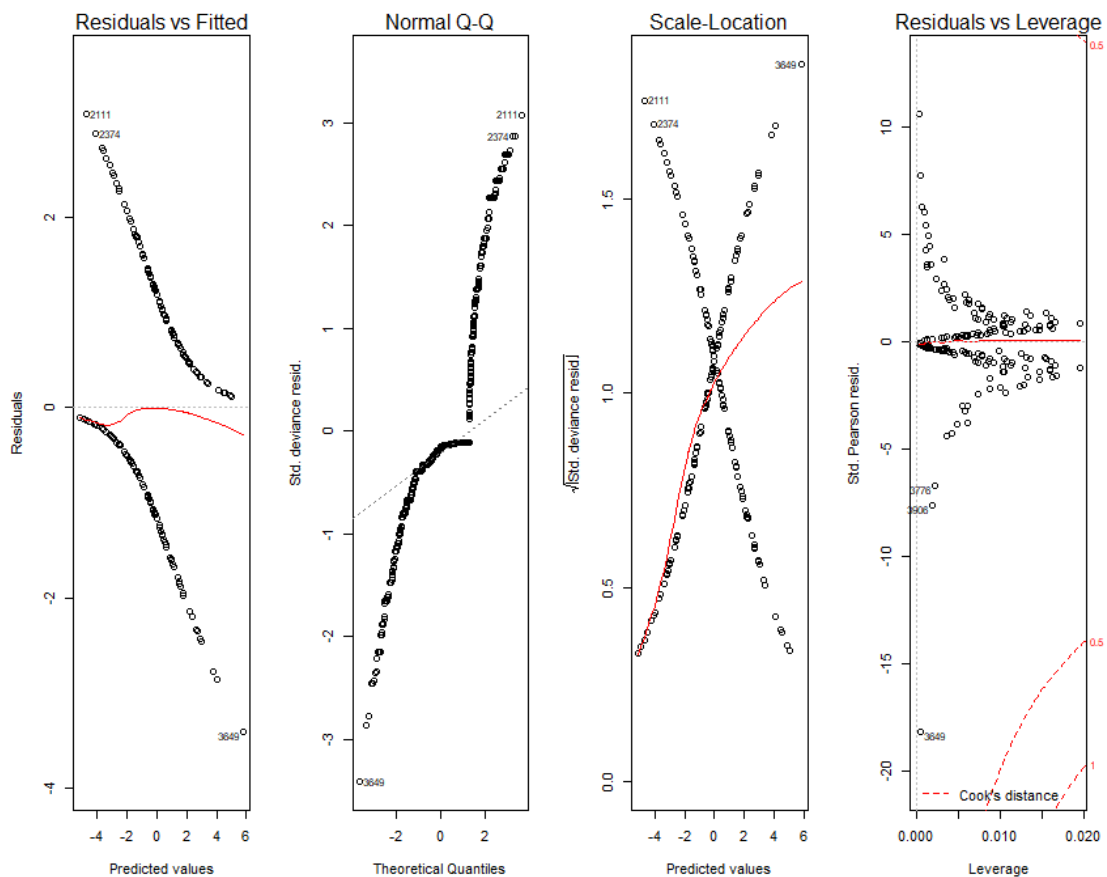 Residuals vs Fitted
Residuals
2
0
-2
-4
2111
2374
3649
-4 -2 0 2 4 6
Predicted values
Normal Q-Q
Std. deviance resid.
3
2
1
0
-1
-2
-3
2111
2374
3649
-2 0 2
Theoretical Quantiles
Scale-Location
√|Std. deviance resid|
1.5
1.0
0.5
0.0
3649
2111
2374
-4 -2 0 2 4 6
Predicted values
Residuals vs Leverage
Std. Pearson resid.
10
5
0
-5
-10
-15
-20
0.5
3776
3906
0.5
3649
1
Cook's distance
0.000 0.010 0.020
Leverage